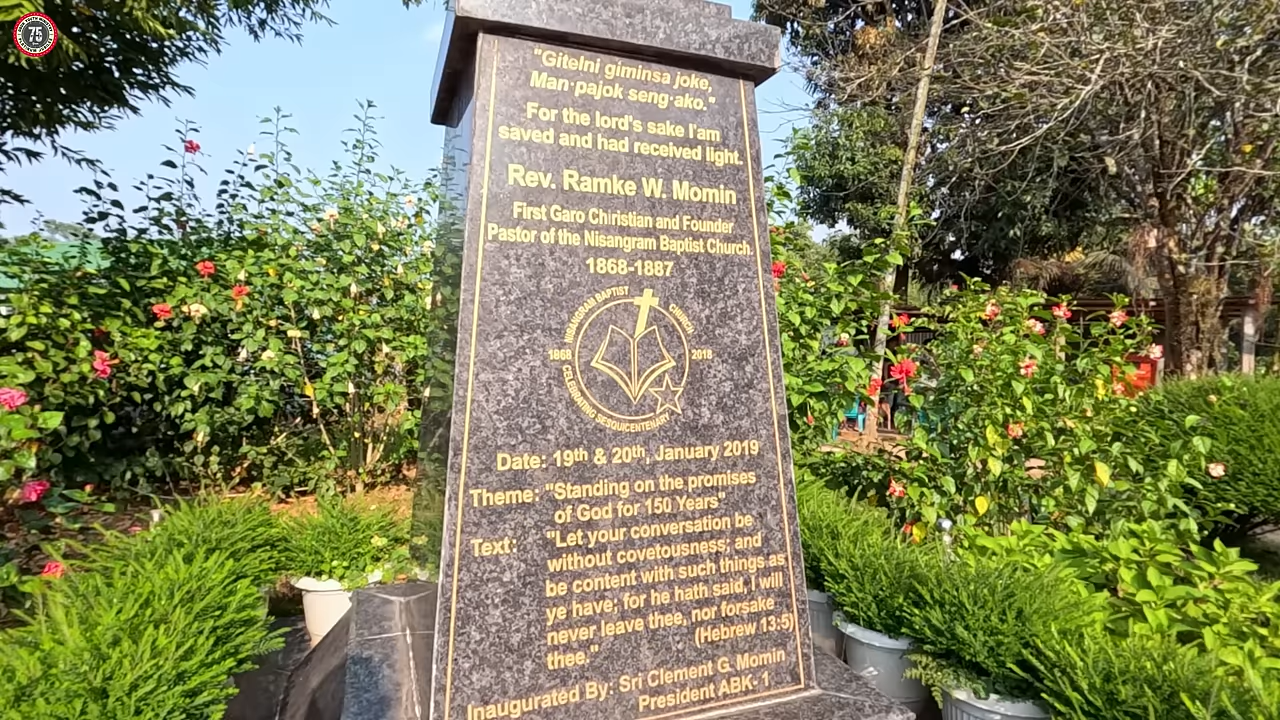 75
"Gitelni giminsa joke,
Man·pajok seng·ako."
For the lord's sake I'am
saved and had received light.
Rev. Ramke W. Momin
First Garo Chiristian and Founder
Pastor of the Nisangram Baptist Church.
1868-1887
NISANGRAM BAPTIST CHURCH
1868 2018
CELEBRATING SESQUICENTENARY
Date: 19th & 20th, January 2019
Theme: "Standing on the promises
of God for 150 Years"
Text: "Let your conversation be
without covetousness; and
be content with such things as
ye have; for he hath said, I will
never leave thee, nor forsake
thee." (Hebrew 13:5)
Inaugurated By: Sri Clement G. Momin
President ABK- 1